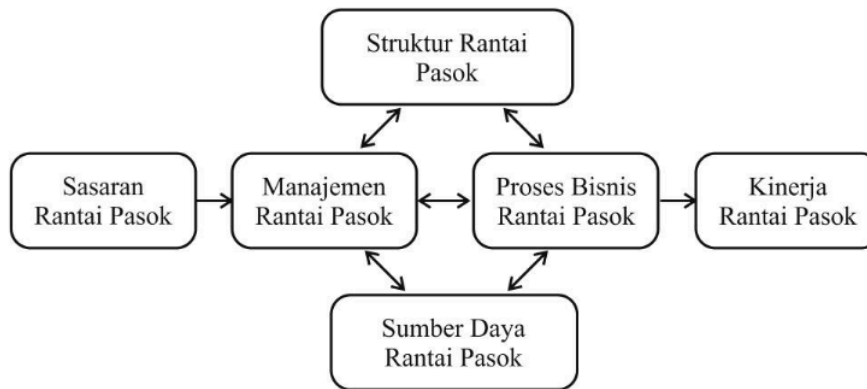 Struktur Rantai
Pasok
Sasaran
Rantai Pasok
Manajemen
Rantai Pasok
Proses Bisnis
Rantai Pasok
Kinerja
Rantai Pasok
Sumber Daya
Rantai Pasok